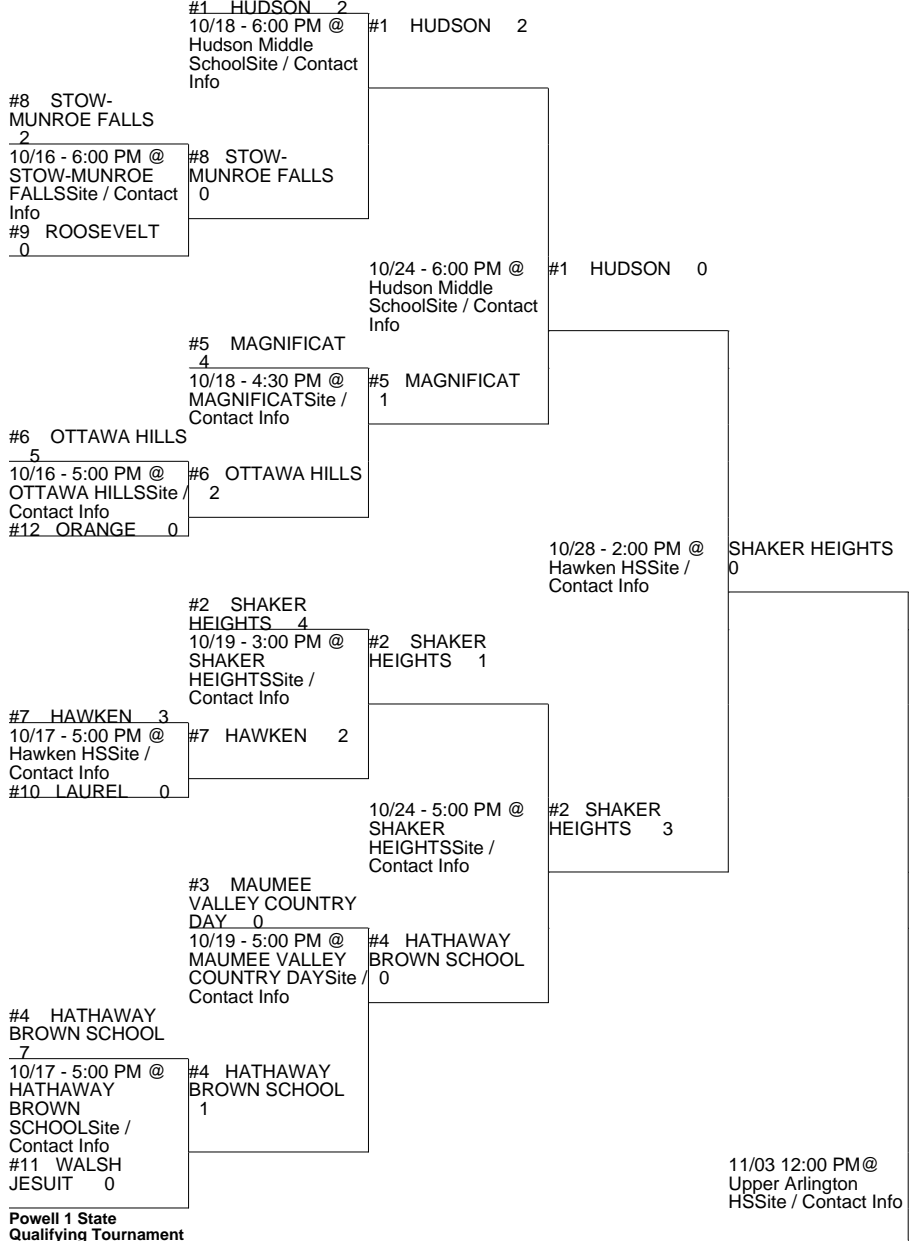 #1 HUDSON 2
10/18 - 6:00 PM @
Hudson Middle
SchoolSite / Contact
Info
#1 HUDSON 2
#8 STOW-
MUNROE FALLS
2
10/16 - 6:00 PM @
STOW-MUNROE
FALLSSite / Contact
Info
#9 ROOSEVELT
0
#8 STOW-
MUNROE FALLS
0
10/24 - 6:00 PM @
Hudson Middle
SchoolSite / Contact
Info
#1 HUDSON 0
#5 MAGNIFICAT
4
10/18 - 4:30 PM @
MAGNIFICATSite /
Contact Info
#5 MAGNIFICAT
1
#6 OTTAWA HILLS
5
10/16 - 5:00 PM @
OTTAWA HILLSSite /
Contact Info
#12 ORANGE 0
#6 OTTAWA HILLS
2
10/28 - 2:00 PM @
Hawken HSSite /
Contact Info
SHAKER HEIGHTS
0
#2 SHAKER
HEIGHTS 4
10/19 - 3:00 PM @
SHAKER
HEIGHTSSite /
Contact Info
#2 SHAKER
HEIGHTS 1
#7 HAWKEN 3
10/17 - 5:00 PM @
Hawken HSSite /
Contact Info
#10 LAUREL 0
#7 HAWKEN 2
10/24 - 5:00 PM @
SHAKER
HEIGHTSSite /
Contact Info
#2 SHAKER
HEIGHTS 3
#3 MAUMEE
VALLEY COUNTRY
DAY 0
10/19 - 5:00 PM @
MAUMEE VALLEY
COUNTRY DAYSite /
Contact Info
#4 HATHAWAY
BROWN SCHOOL
0
#4 HATHAWAY
BROWN SCHOOL
7
10/17 - 5:00 PM @
HATHAWAY
BROWN
SCHOOLSite /
Contact Info
#11 WALSH
JESUIT 0
#4 HATHAWAY
BROWN SCHOOL
1
11/03 12:00 PM@
Upper Arlington
HSSite / Contact Info
Powell 1 State
Qualifying Tournament